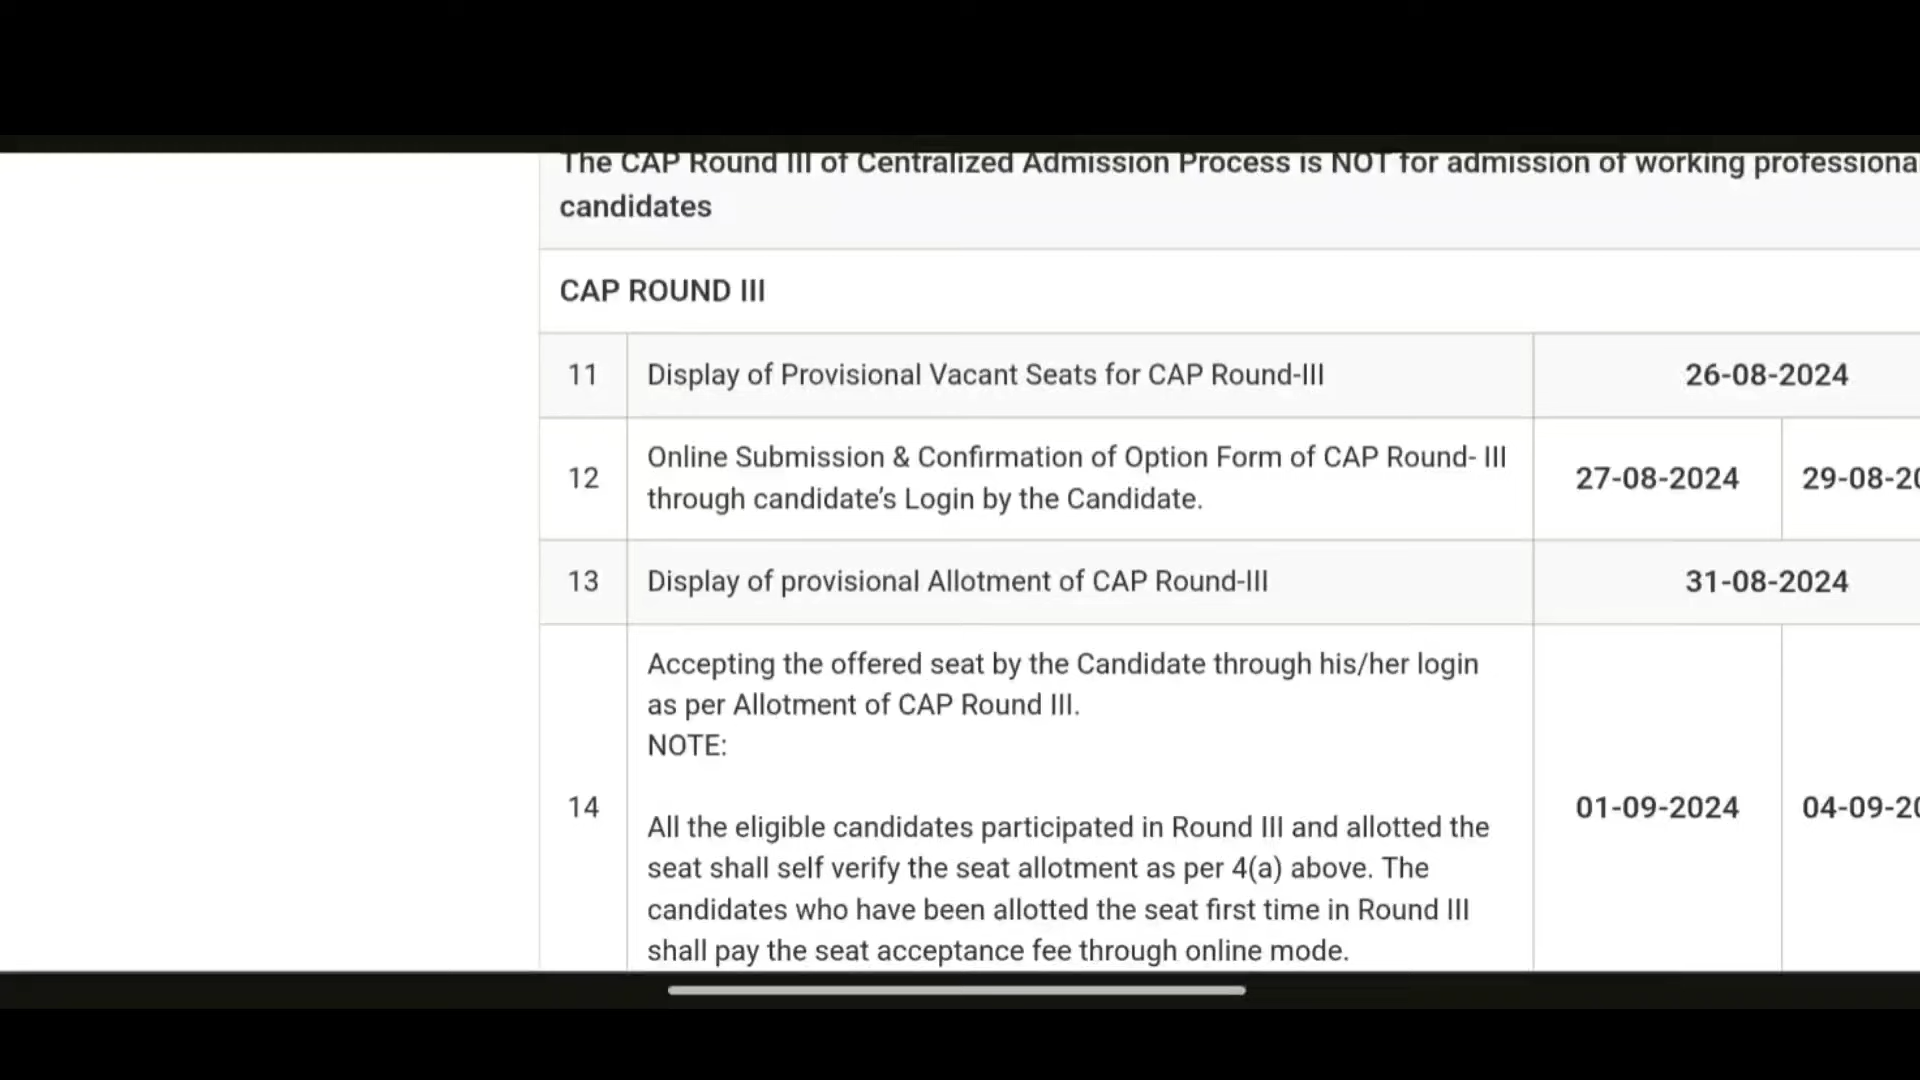 The CAP Round III of Centralized Admission Process is NOT for admission of working professiona
candidates
CAP ROUND III
11 Display of Provisional Vacant Seats for CAP Round-III 26-08-2024
12 Online Submission & Confirmation of Option Form of CAP Round- III
through candidate's Login by the Candidate. 27-08-2024 29-08-20
13 Display of provisional Allotment of CAP Round-III 31-08-2024
14 Accepting the offered seat by the Candidate through his/her login
as per Allotment of CAP Round III.
NOTE:
01-09-2024 04-09-20
All the eligible candidates participated in Round III and allotted the
seat shall self verify the seat allotment as per 4(a) above. The
candidates who have been allotted the seat first time in Round III
shall pay the seat acceptance fee through online mode.